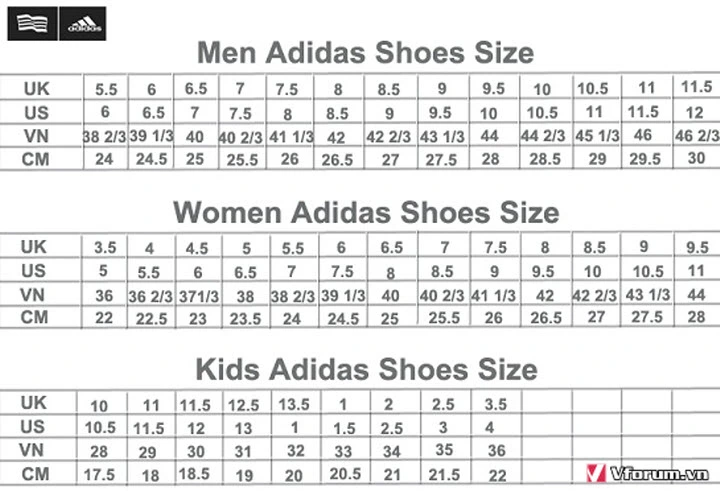 adidas
Men Adidas Shoes Size
UK 5.5 6 6.5 7 7.5 8 8.5 9 9.5 10 10.5 11 11.5
US 6 6.5 7 7.5 8 8.5 9 9.5 10 10.5 11 11.5 12
VN 38 2/3 39 1/3 40 40 2/3 41 1/3 42 42 2/3 43 1/3 44 44 2/3 45 1/3 46 46 2/3
CM 24 24.5 25 25.5 26 26.5 27 27.5 28 28.5 29 29.5 30
Women Adidas Shoes Size
UK 3.5 4 4.5 5 5.5 6 6.5 7 7.5 8 8.5 9 9.5
US 5 5.5 6 6.5 7 7.5 8 8.5 9 9.5 10 10.5 11
VN 36 36 2/3 371/3 38 38 2/3 39 1/3 40 40 2/3 41 1/3 42 42 2/3 43 1/3 44
CM 22 22.5 23 23.5 24 24.5 25 25.5 26 26.5 27 27.5 28
Kids Adidas Shoes Size
UK 10 11 11.5 12.5 13.5 1 2 2.5 3.5
US 10.5 11.5 12 13 1 1.5 2.5 3 4
VN 28 29 30 31 32 33 34 35 36
CM 17.5 18 18.5 19 20 20.5 21 21.5 22
Vforum.vn